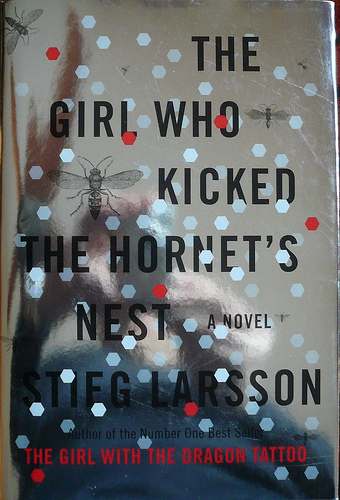 THE
GIRL WHO
KICKED
THE HORNET'S
NEST
A NOVEL
STIEG LARSSON
Author of the Number One Best Seller
THE GIRL WITH THE DRAGON TATTOO